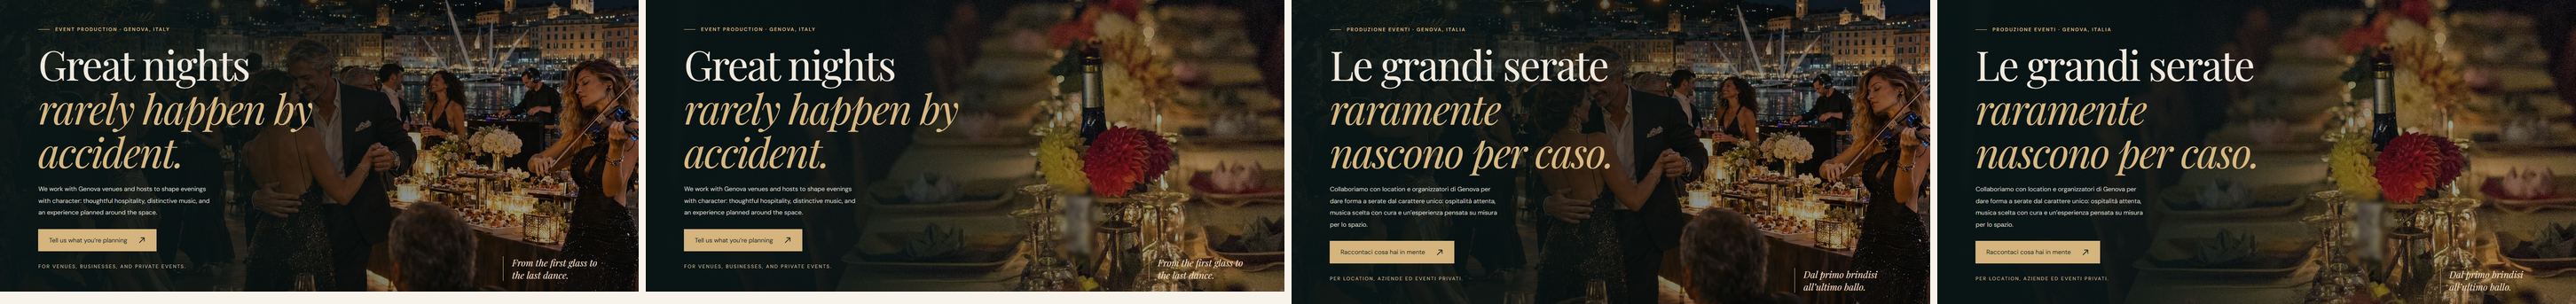 EVENT PRODUCTION · GENOVA, ITALY
Great nights
rarely happen by
accident.
We work with Genova venues and hosts to shape evenings
with character: thoughtful hospitality, distinctive music, and
an experience planned around the space.
Tell us what you're planning
FOR VENUES, BUSINESSES, AND PRIVATE EVENTS.
From the first glass to
the last dance.
EVENT PRODUCTION · GENOVA, ITALY
Great nights
rarely happen by
accident.
We work with Genova venues and hosts to shape evenings
with character: thoughtful hospitality, distinctive music, and
an experience planned around the space.
Tell us what you're planning
FOR VENUES, BUSINESSES, AND PRIVATE EVENTS.
From the first glass to
the last dance.
PRODUZIONE EVENTI · GENOVA, ITALIA
Le grandi serate
raramente
nascono per caso.
Collaboriamo con location e organizzatori di Genova per
dare forma a serate dal carattere unico: ospitalità attenta,
musica scelta con cura e un'esperienza pensata su misura
per lo spazio.
Raccontaci cosa hai in mente
PER LOCATION, AZIENDE ED EVENTI PRIVATI.
Dal primo brindisi
all'ultimo ballo.
PRODUZIONE EVENTI · GENOVA, ITALIA
Le grandi serate
raramente
nascono per caso.
Collaboriamo con location e organizzatori di Genova per
dare forma a serate dal carattere unico: ospitalità attenta,
musica scelta con cura e un'esperienza pensata su misura
per lo spazio.
Raccontaci cosa hai in mente
PER LOCATION, AZIENDE ED EVENTI PRIVATI.
Dal primo brindisi
all'ultimo ballo.